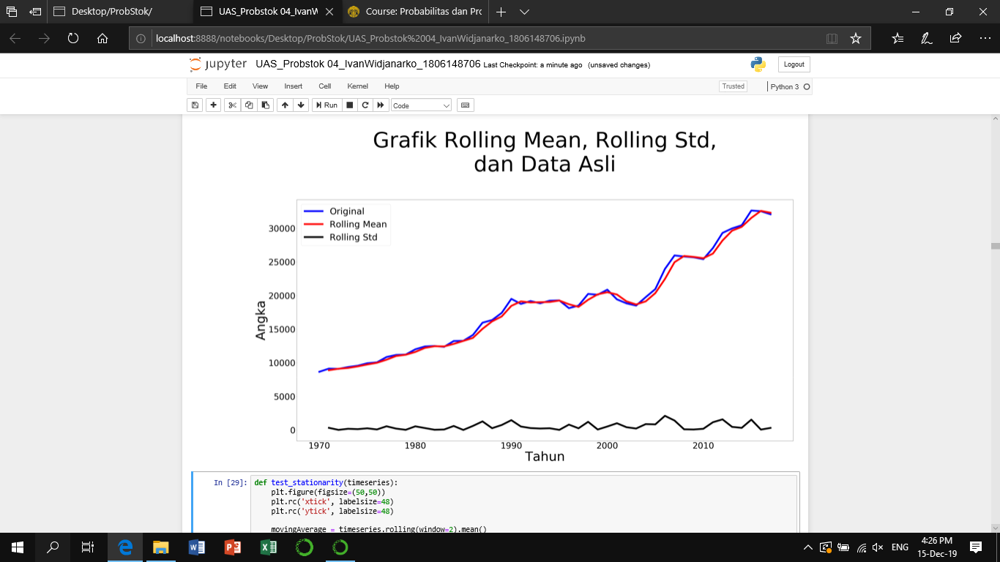 Desktop/ProbStok/
UAS_Probstok 04_IvanW
Course: Probabilitas dan Pro
localhost:8888/notebooks/Desktop/ProbStok/UAS_Probstok%2004_IvanWidjanarko_1806148706.ipynb
jupyter UAS_Probstok 04_IvanWidjanarko_1806148706 Last Checkpoint: a minute ago (unsaved changes)
Logout
File Edit View Insert Cell Kernel Help
Trusted
Python 3
Run
Code
Grafik Rolling Mean, Rolling Std,
dan Data Asli
Original
Rolling Mean
Rolling Std
30000
25000
20000
15000
10000
5000
0
Angka
1970 1980 1990 2000 2010
Tahun
In [29]: def test_stationarity(timeseries):
plt.figure(figsize=(50,50))
plt.rc('xtick', labelsize=48)
plt.rc('ytick', labelsize=48)
movingAverage = timeseries.rolling(window=2).mean()
ENG
4:26 PM
15-Dec-19